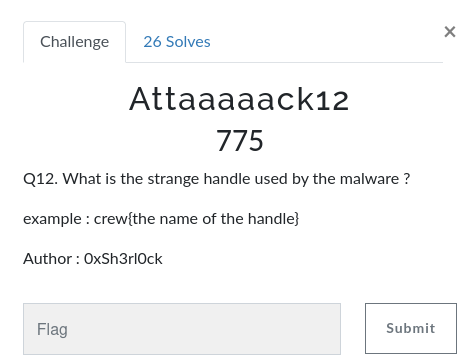 Challenge
26 Solves
×
Attaaaaack12
775
Q12. What is the strange handle used by the malware ?
example : crew{the name of the handle}
Author : 0xSh3rl0ck
Flag
Submit